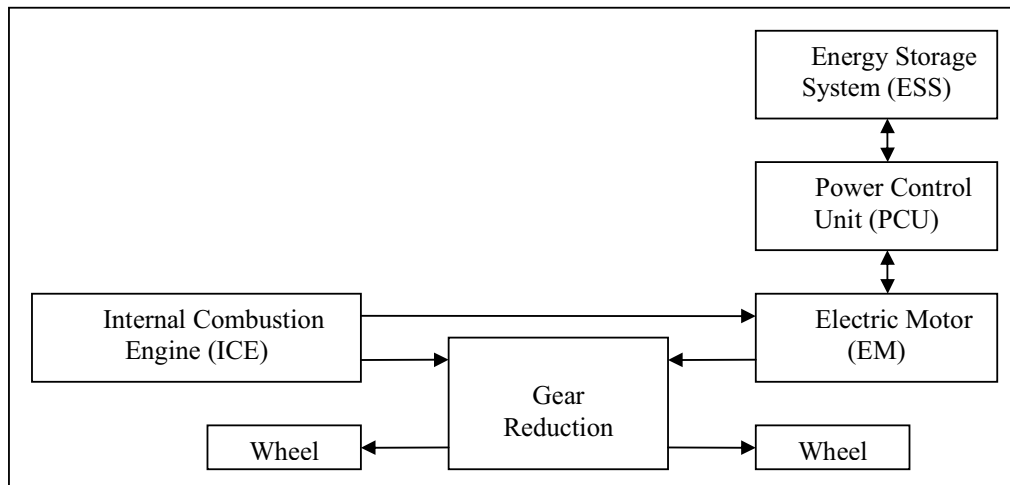 Energy Storage
System (ESS)
Power Control
Unit (PCU)
Internal Combustion
Engine (ICE)
Electric Motor
(EM)
Gear
Reduction
Wheel
Wheel